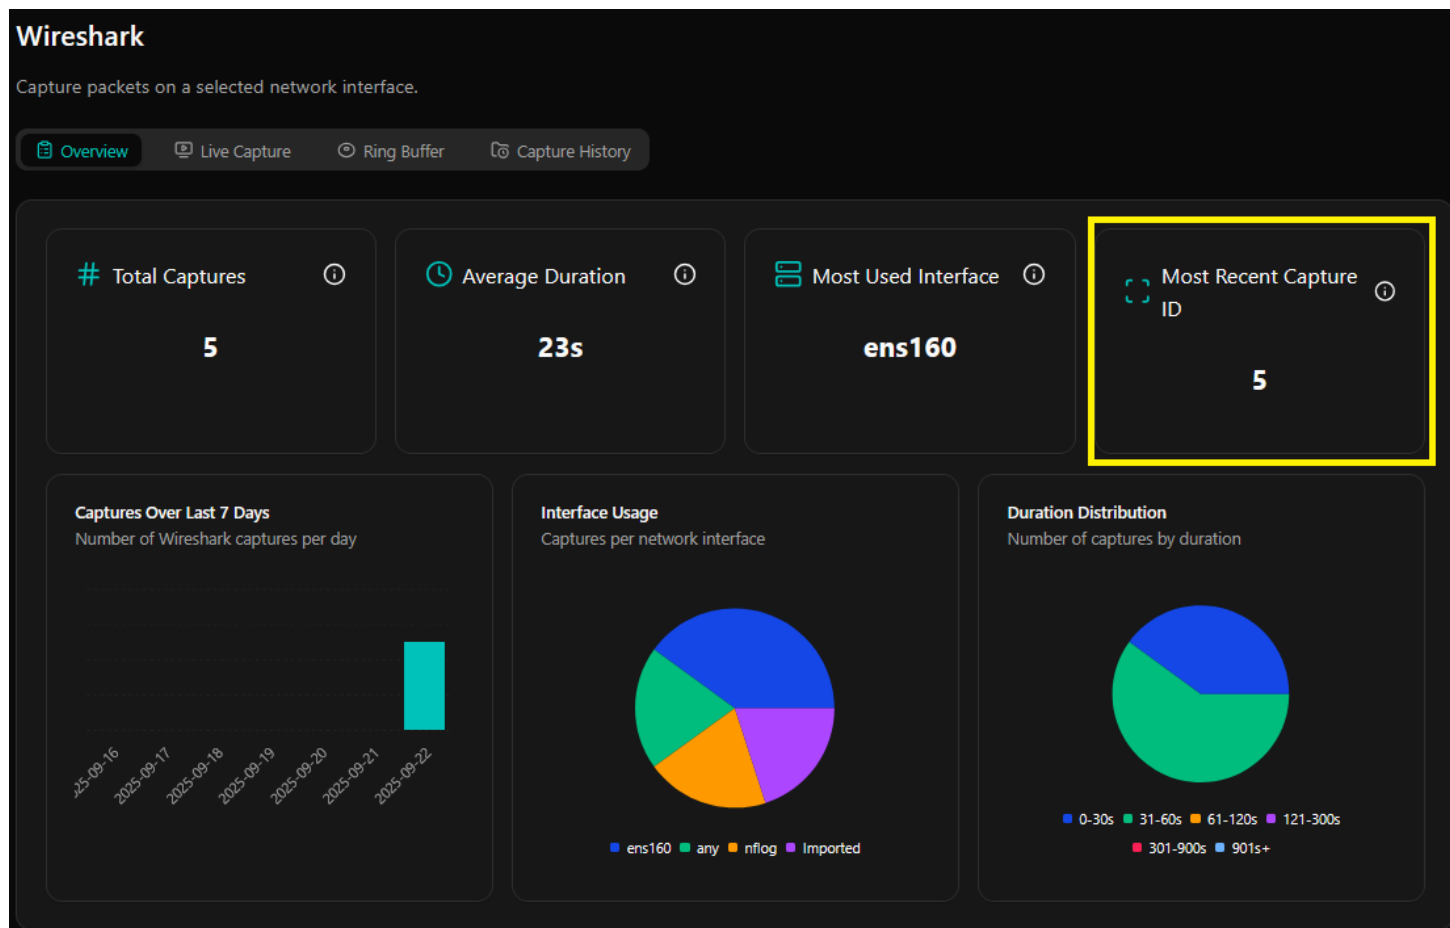 Wireshark
Capture packets on a selected network interface.
Overview
Live Capture
Ring Buffer
Capture History
Total Captures
5
Average Duration
23s
Most Used Interface
ens160
Most Recent Capture
ID
5
Captures Over Last 7 Days
Number of Wireshark captures per day
25-09-16
2025-09-17
2025-09-18
2025-09-19
2025-09-20
2025-09-21
2025-09-22
Interface Usage
Captures per network interface
ens160 any nflog Imported
Duration Distribution
Number of captures by duration
0-30s 31-60s 61-120s 121-300s
301-900s 901s+